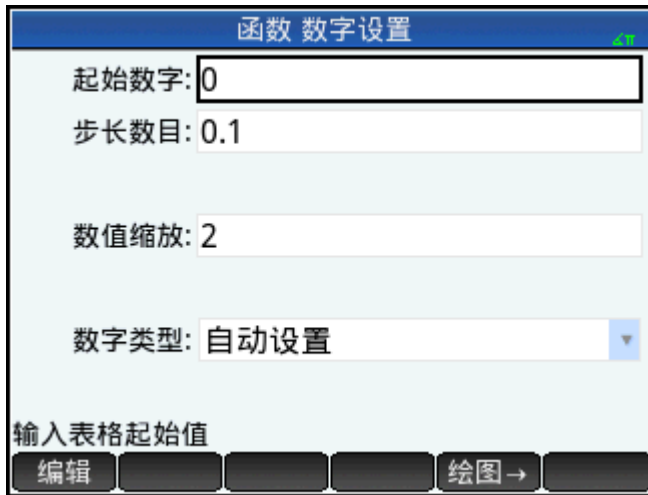 函数 数字设置
∡π
起始数字: 0
步长数目: 0.1
数值缩放: 2
数字类型: 自动设置
输入表格起始值
编辑 绘图→